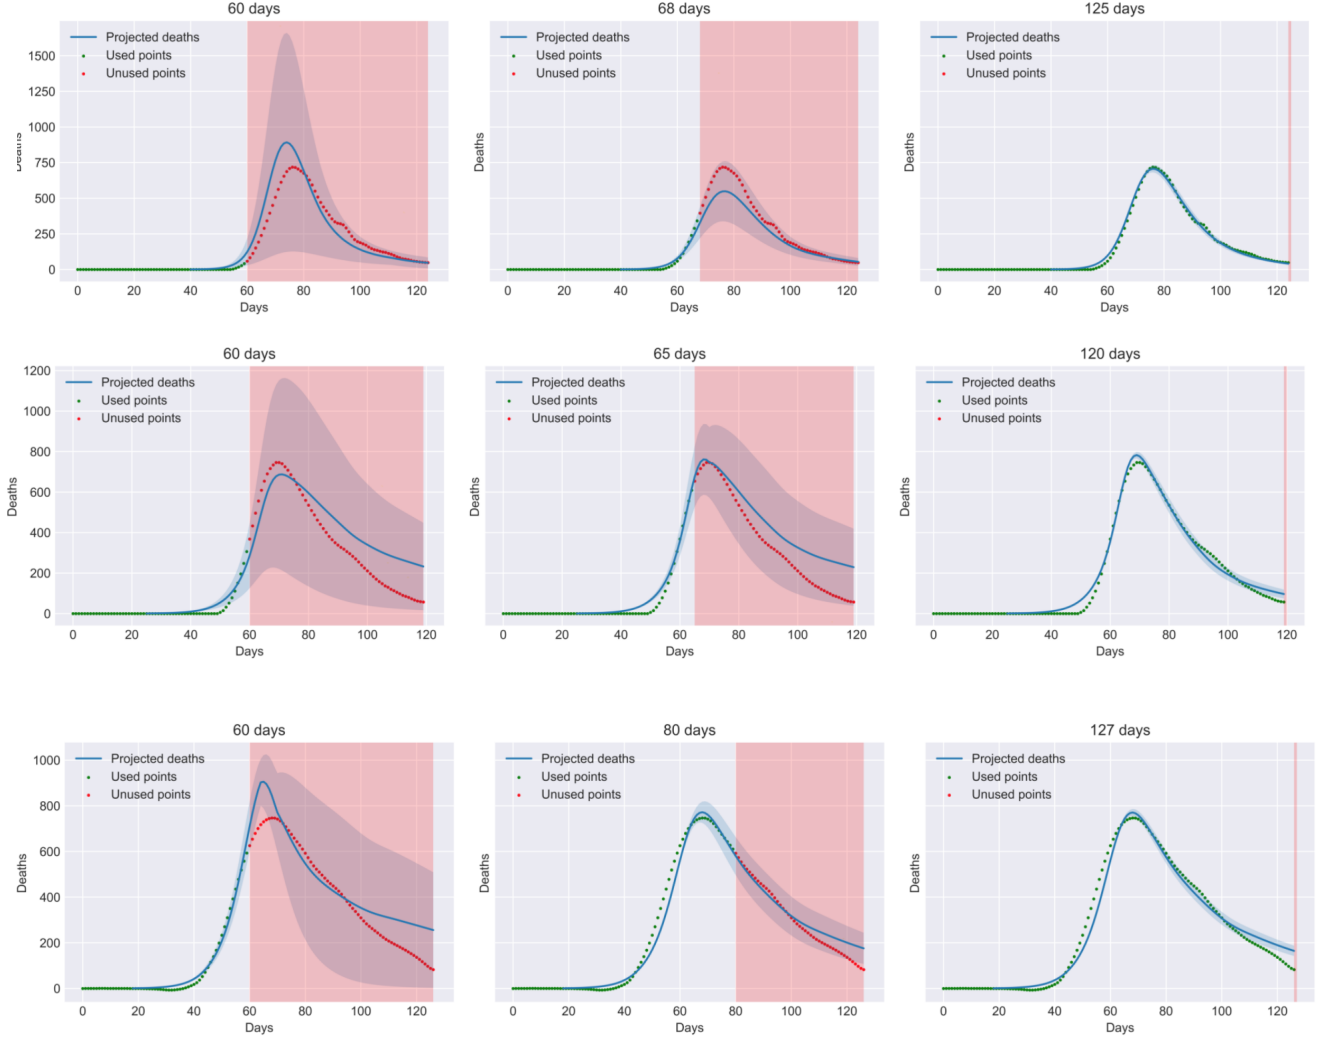 60 days
Projected deaths
Used points
Unused points
1500
1250
1000
750
500
250
0
0 20 40 60 80 100 120
Days
Deaths
68 days
Projected deaths
Used points
Unused points
0 20 40 60 80 100 120
Days
Deaths
125 days
Projected deaths
Used points
Unused points
0 20 40 60 80 100 120
Days
Deaths
60 days
Projected deaths
Used points
Unused points
1200
1000
800
600
400
200
0
0 20 40 60 80 100 120
Days
Deaths
65 days
Projected deaths
Used points
Unused points
0 20 40 60 80 100 120
Days
Deaths
120 days
Projected deaths
Used points
Unused points
0 20 40 60 80 100 120
Days
Deaths
60 days
Projected deaths
Used points
Unused points
1000
800
600
400
200
0
0 20 40 60 80 100 120
Days
Deaths
80 days
Projected deaths
Used points
Unused points
0 20 40 60 80 100 120
Days
Deaths
127 days
Projected deaths
Used points
Unused points
0 20 40 60 80 100 120
Days
Deaths